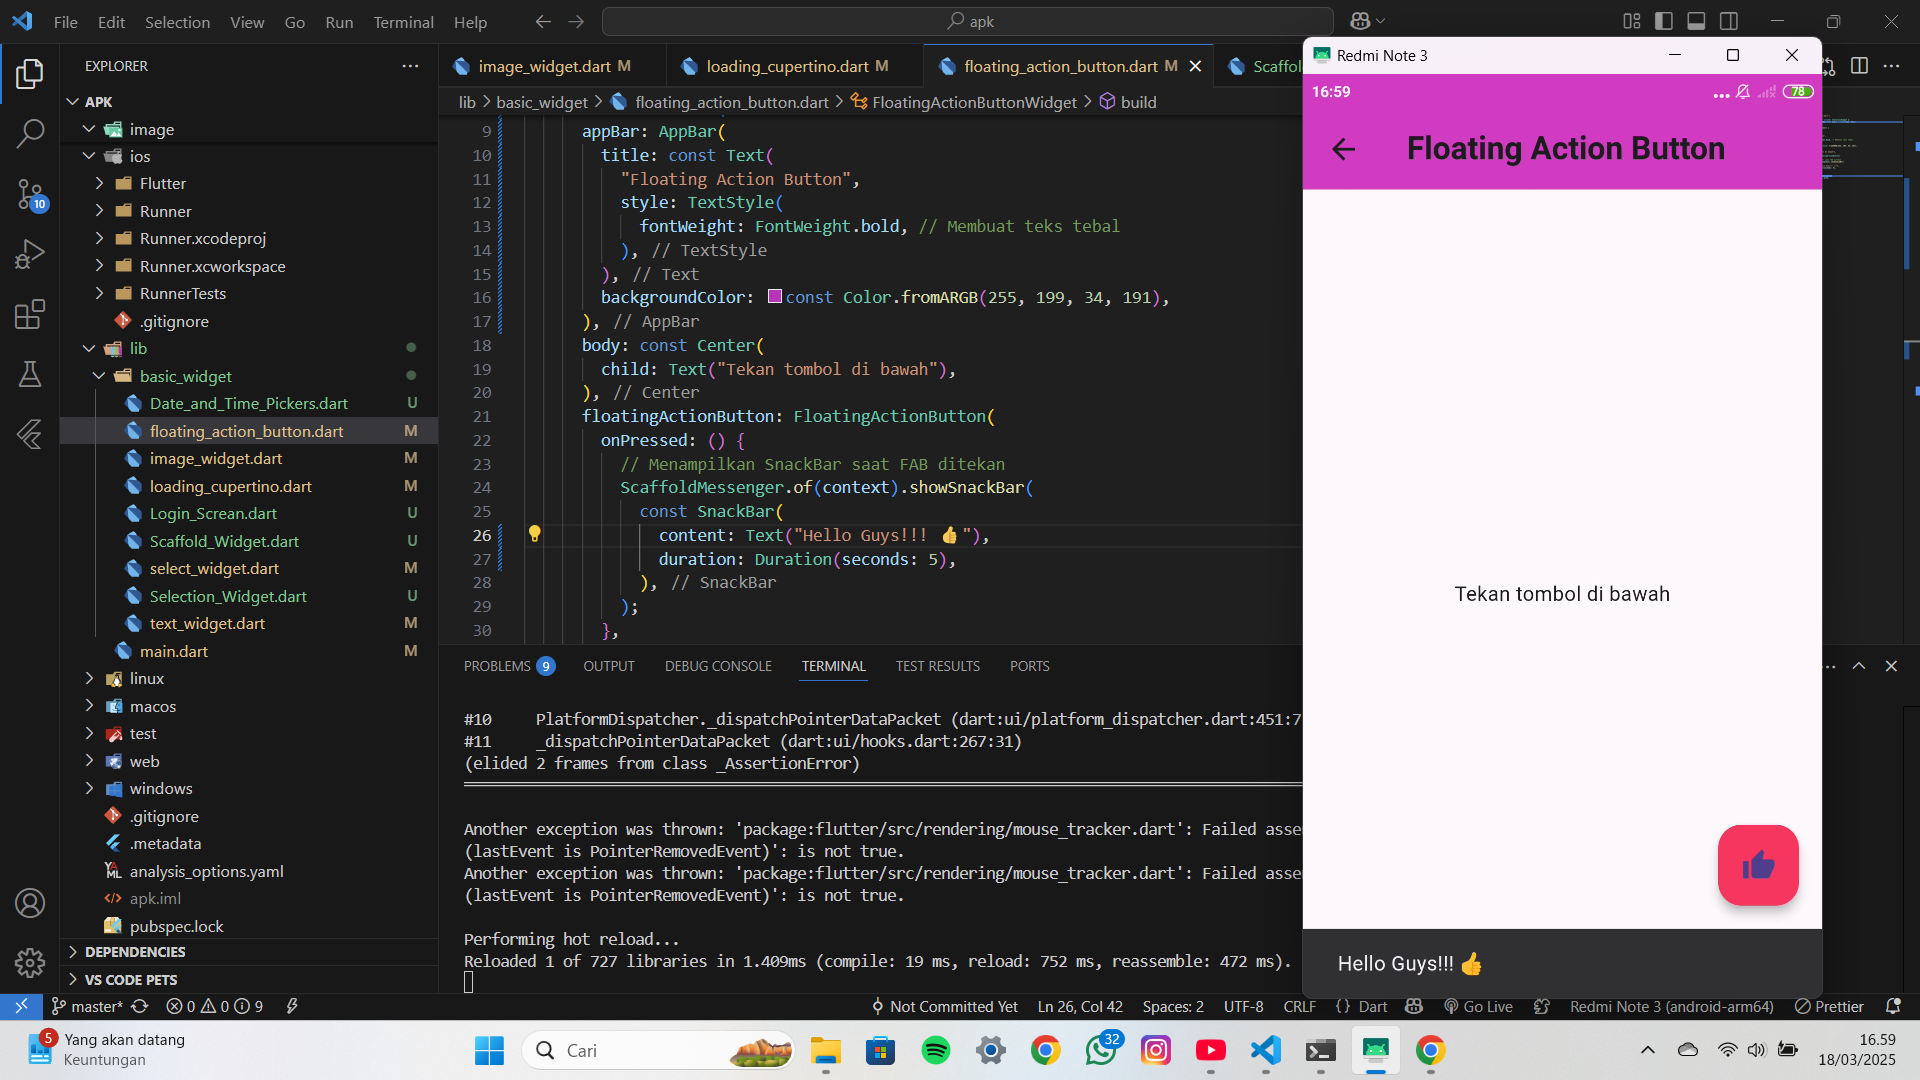 File Edit Selection View Go Run Terminal Help
apk
EXPLORER
APK
image
ios
Flutter
Runner
Runner.xcodeproj
Runner.xcworkspace
RunnerTests
.gitignore
lib
basic_widget
Date_and_Time_Pickers.dart U
floating_action_button.dart M
image_widget.dart M
loading_cupertino.dart M
Login_Screan.dart U
Scaffold_Widget.dart U
select_widget.dart M
Selection_Widget.dart U
text_widget.dart M
main.dart M
linux
macos
test
web
windows
.gitignore
.metadata
analysis_options.yaml
apk.iml
pubspec.lock
DEPENDENCIES
VS CODE PETS
10
image_widget.dart M loading_cupertino.dart M floating_action_button.dart M Scaffo
lib > basic_widget > floating_action_button.dart > FloatingActionButtonWidget > build
9 appBar: AppBar(
10 title: const Text(
11 "Floating Action Button",
12 style: TextStyle(
13 fontWeight: FontWeight.bold, // Membuat teks tebal
14 ), // TextStyle
15 ), // Text
16 backgroundColor: const Color.fromARGB(255, 199, 34, 191),
17 ), // AppBar
18 body: const Center(
19 child: Text("Tekan tombol di bawah"),
20 ), // Center
21 floatingActionButton: FloatingActionButton(
22 onPressed: () {
23 // Menampilkan SnackBar saat FAB ditekan
24 ScaffoldMessenger.of(context).showSnackBar(
25 const SnackBar(
26 content: Text("Hello Guys!!! 👍"),
27 duration: Duration(seconds: 5),
28 ), // SnackBar
29 );
30 },
PROBLEMS 9 OUTPUT DEBUG CONSOLE TERMINAL TEST RESULTS PORTS
#10 PlatformDispatcher._dispatchPointerDataPacket (dart:ui/platform_dispatcher.dart:451:7
#11 _dispatchPointerDataPacket (dart:ui/hooks.dart:267:31)
(elided 2 frames from class _AssertionError)
Another exception was thrown: 'package:flutter/src/rendering/mouse_tracker.dart': Failed asse
(lastEvent is PointerRemovedEvent)': is not true.
Another exception was thrown: 'package:flutter/src/rendering/mouse_tracker.dart': Failed asse
(lastEvent is PointerRemovedEvent)': is not true.
Performing hot reload...
Reloaded 1 of 727 libraries in 1.409ms (compile: 19 ms, reload: 752 ms, reassemble: 472 ms).
Redmi Note 3
16:59 78
Floating Action Button
Tekan tombol di bawah
Hello Guys!!! 👍
master* 0 0 9 Not Committed Yet Ln 26, Col 42 Spaces: 2 UTF-8 CRLF {} Dart Go Live Redmi Note 3 (android-arm64) Prettier
5 Yang akan datang
Keuntungan
Cari
32
16.59
18/03/2025